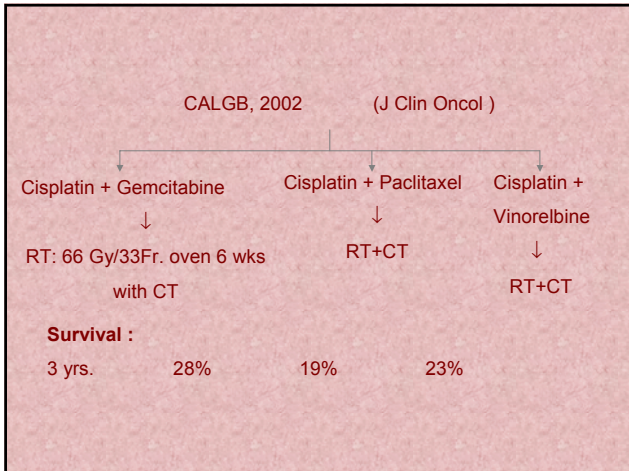 CALGB, 2002 (J Clin Oncol )
Cisplatin + Gemcitabine
↓
RT: 66 Gy/33Fr. oven 6 wks
with CT
Cisplatin + Paclitaxel
↓
RT+CT
Cisplatin +
Vinorelbine
↓
RT+CT
Survival :
3 yrs. 28% 19% 23%